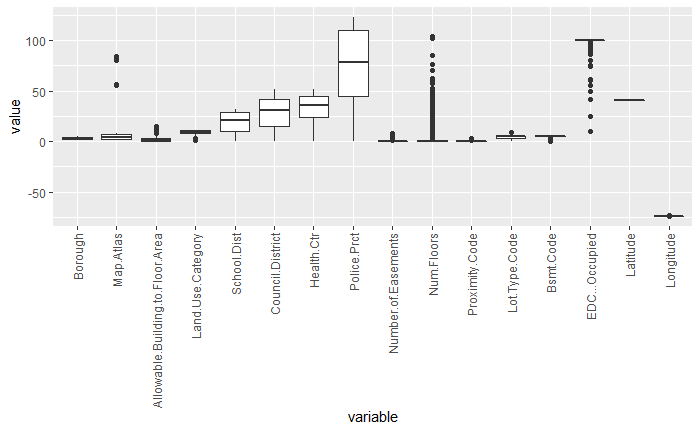 value
100
50
0
-50
Borough
Map.Atlas
Allowable.Building.to.Floor.Area
Land.Use.Category
School.Dist
Council.District
Health.Ctr
Police.Prct
Number.of.Easements
Num.Floors
Proximity.Code
Lot.Type.Code
Bsmt.Code
EDC...Occupied
Latitude
Longitude
variable